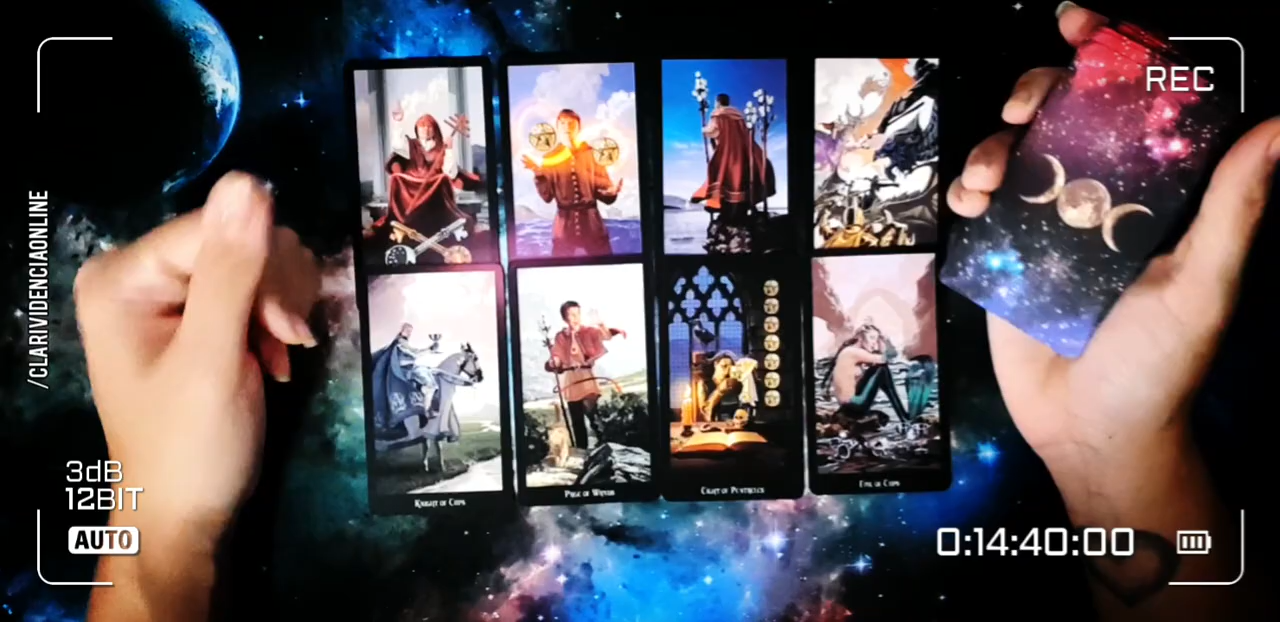 REC
/CLARIVIDENCIAONLINE
3dB
12BIT
AUTO
Knight of Cups
Page of Wands
Eight of Pentacles
Five of Cups
0:14:40:00